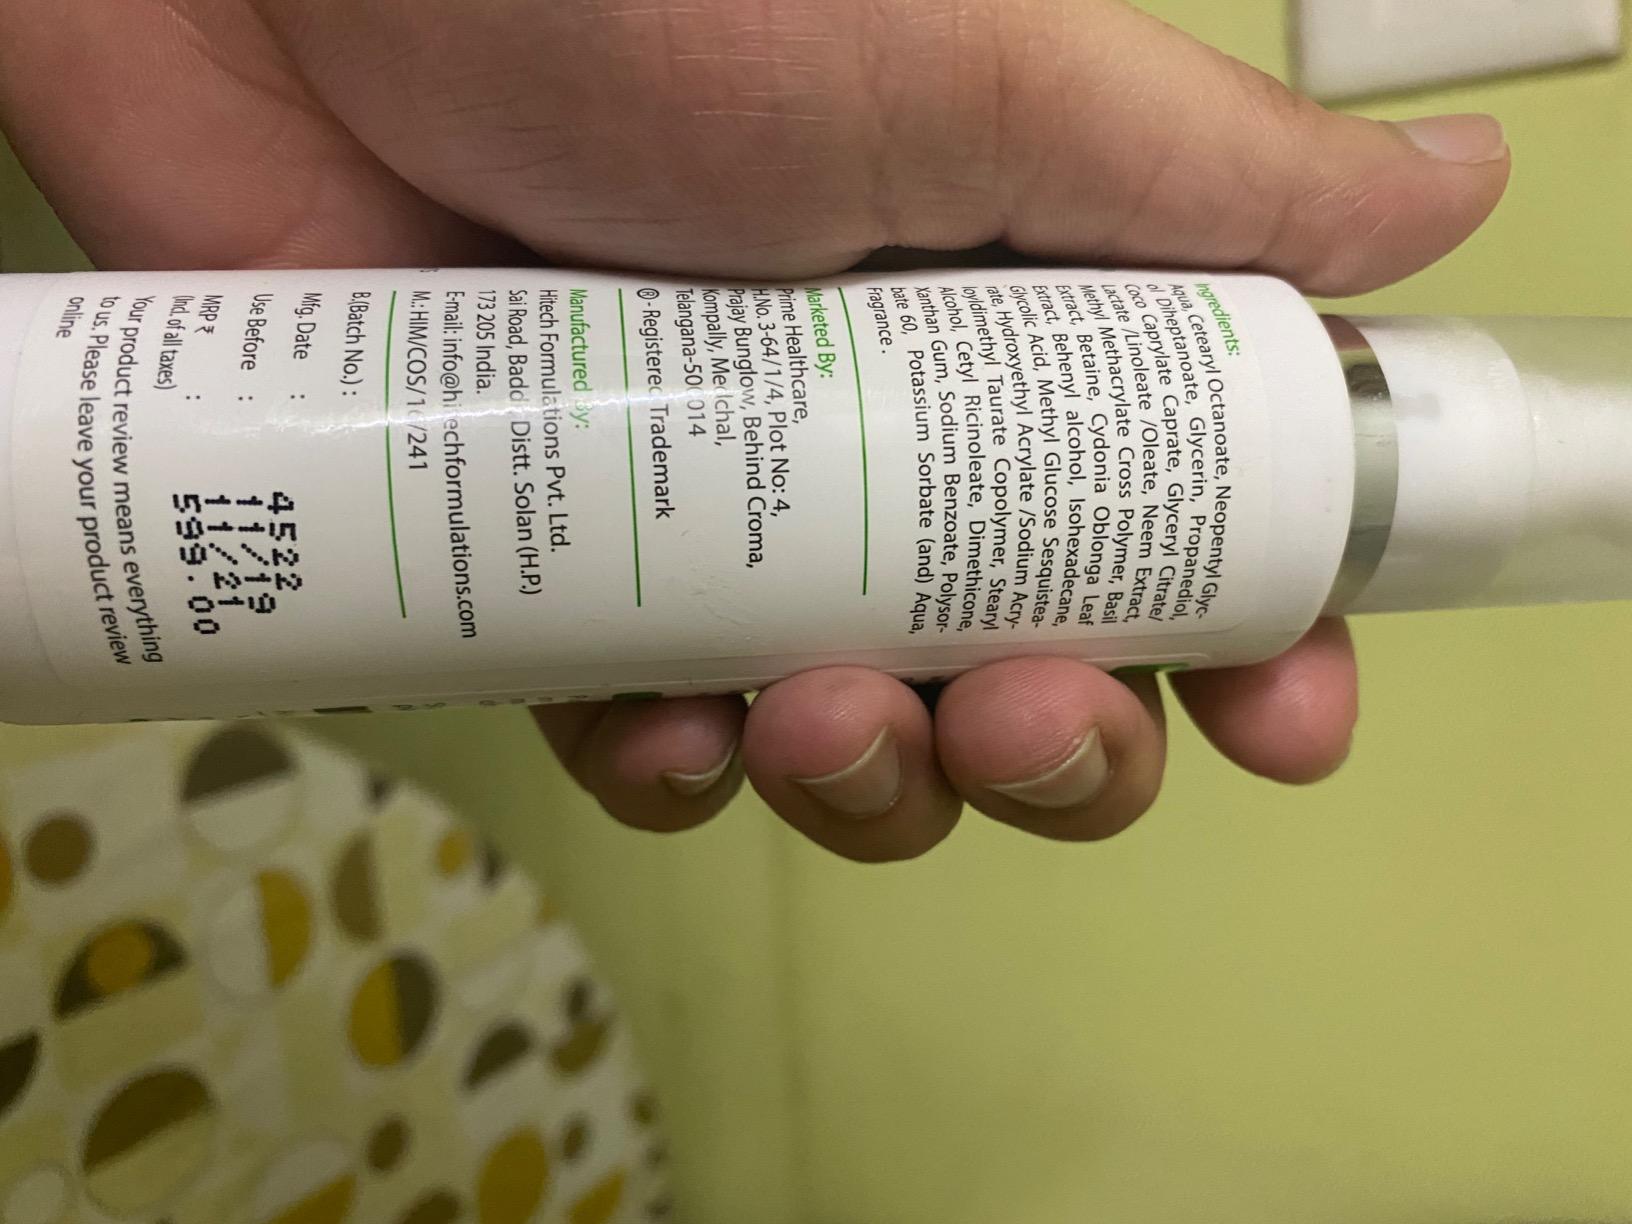 Ingredients:
Aqua, Cetearyl Octanoate, Neopentyl Glyc-
ol Diheptanoate, Glycerin, Propanediol,
Coco Caprylate Caprate, Glyceryl Citrate/
Lactate /Linoleate /Oleate, Neem Extract,
Methyl Methacrylate Cross Polymer, Basil
Extract, Betaine, Cydonia Oblonga Leaf
Extract, Behenyl alcohol, Isohexadecane,
Glycolic Acid, Methyl Glucose Sesquistea-
rate, Hydroxyethyl Acrylate /Sodium Acry-
loyldimethyl Taurate Copolymer, Stearyl
Alcohol, Cetyl Ricinoleate, Dimethicone,
Xanthan Gum, Sodium Benzoate, Polysor-
bate 60, Potassium Sorbate (and) Aqua,
Fragrance .
Marketed By:
Prime Healthcare,
H.No. 3-64/1/4, Plot No: 4,
Prajay Bunglow, Behind Croma,
Kompally, Medchal,
Telangana-500014
® - Registered Trademark
Manufactured By:
Hitech Formulations Pvt. Ltd.
Sai Road, Baddi Distt. Solan (H.P.)
173 205 India.
E-mail: info@hitechformulations.com
M.: HIM/COS/16/241
B.(Batch No.) :
Mfg. Date : 4522
Use Before : 11/19
MRP ₹ : 11/21
(Incl. of all taxes) 599.00
Your product review means everything
to us, Please leave your product review
online